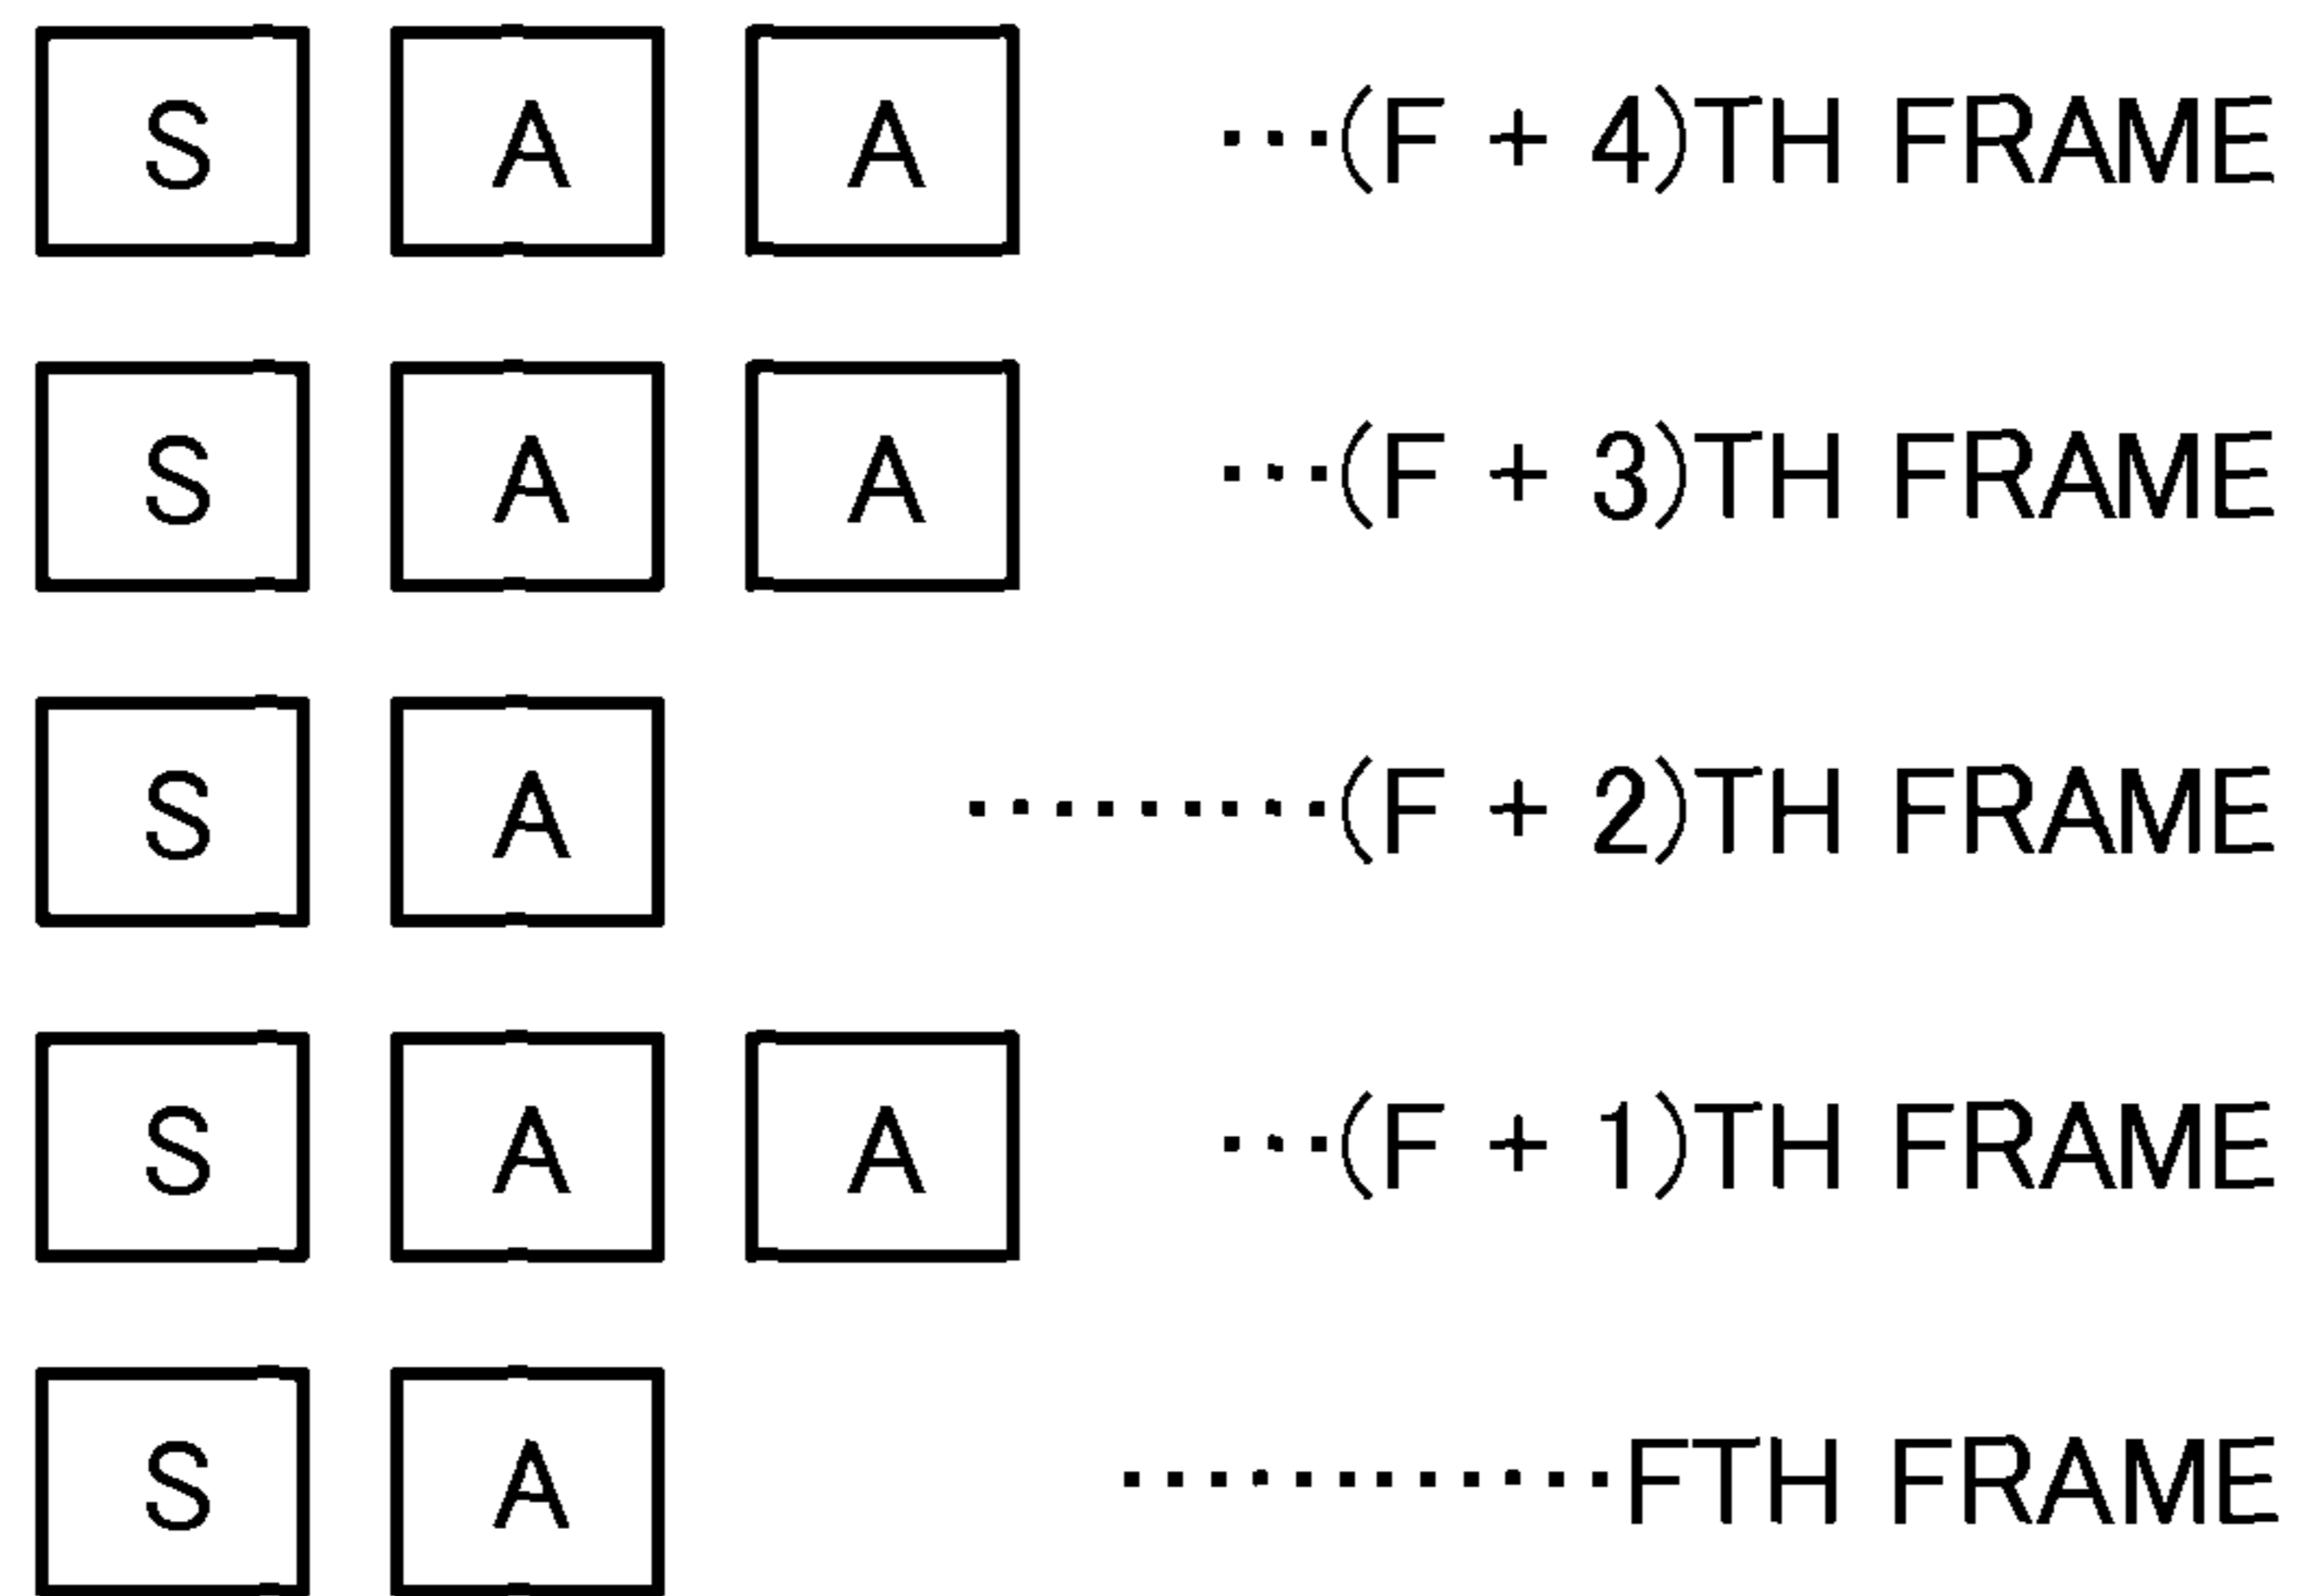 S A A ···(F + 4)TH FRAME
S A A ···(F + 3)TH FRAME
S A ·········(F + 2)TH FRAME
S A A ···(F + 1)TH FRAME
S A ············FTH FRAME